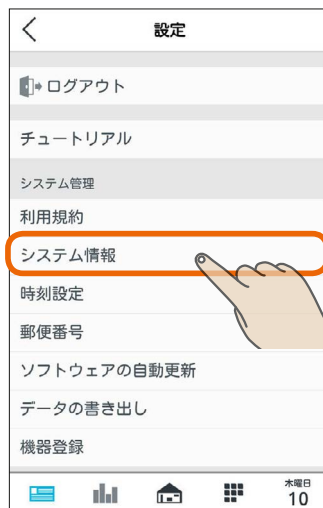 設定
ログアウト
チュートリアル
システム管理
利用規約
システム情報
時刻設定
郵便番号
ソフトウェアの自動更新
データの書き出し
機器登録
木曜日
10